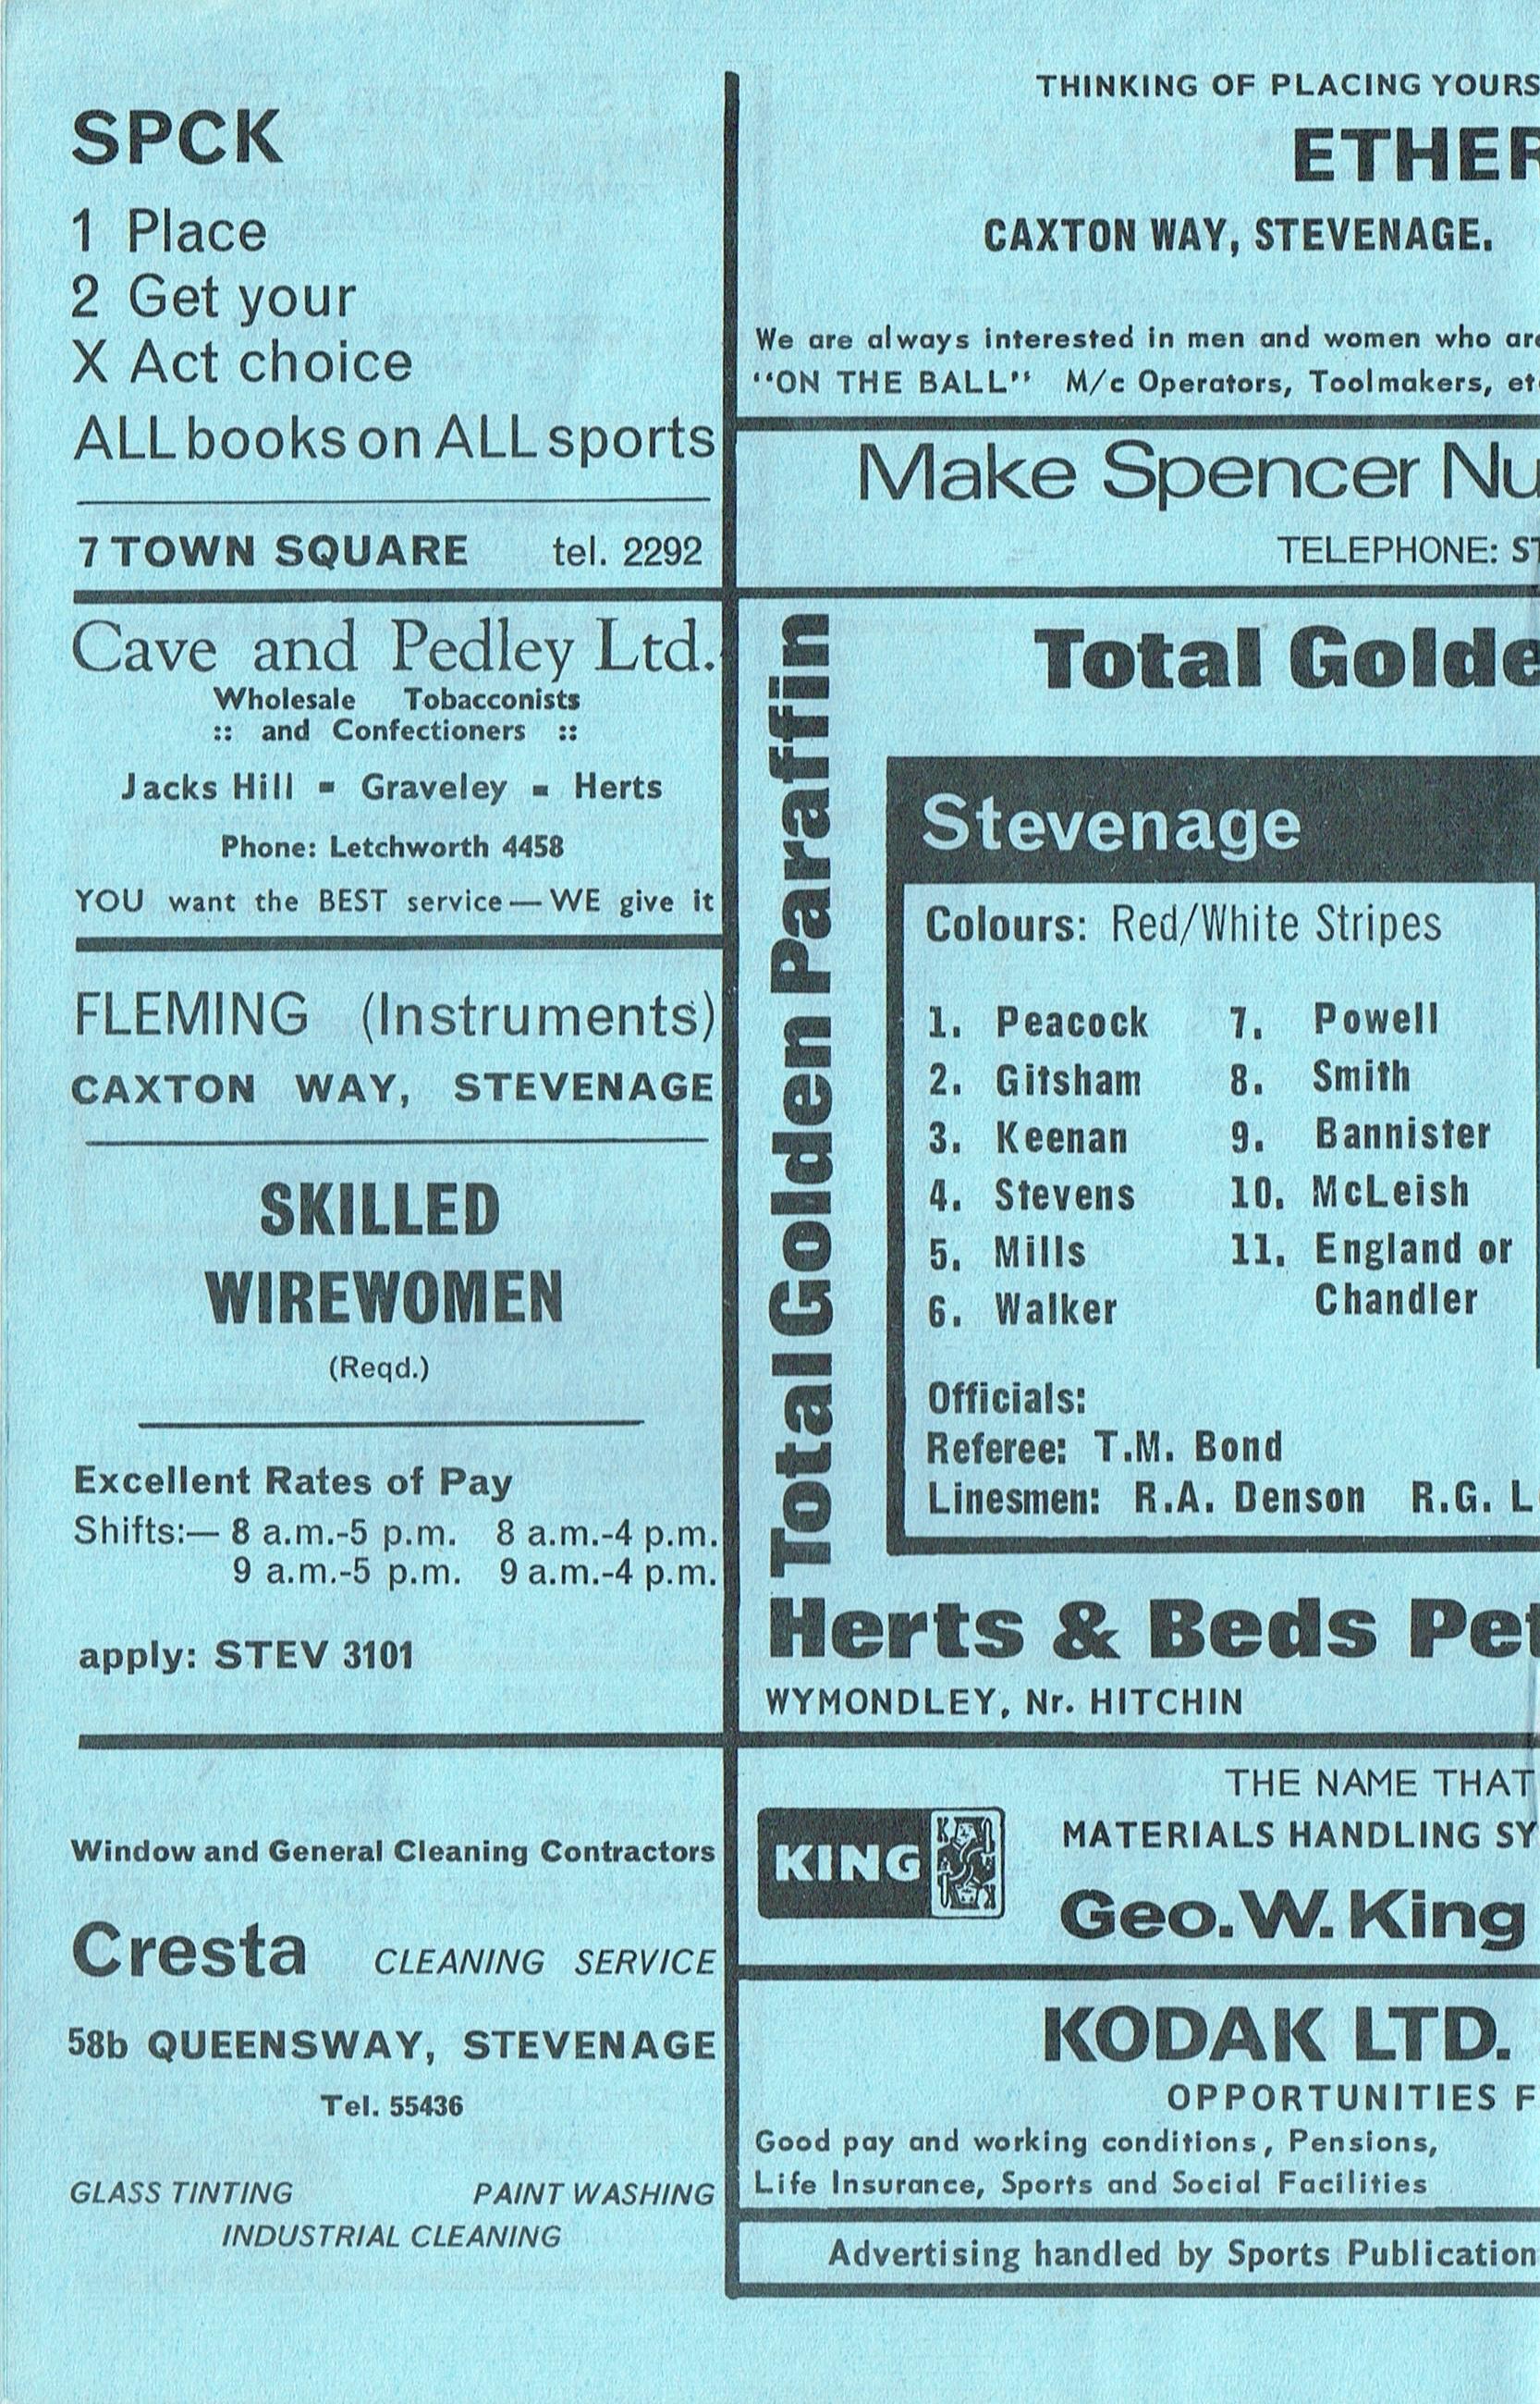 SPCK
1 Place
2 Get your
X Act choice
ALL books on ALL sports
7 TOWN SQUARE tel. 2292
Cave and Pedley Ltd.
Wholesale Tobacconists
:: and Confectioners ::
Jacks Hill - Graveley - Herts
Phone: Letchworth 4458
YOU want the BEST service — WE give it
FLEMING (Instruments)
CAXTON WAY, STEVENAGE
SKILLED
WIREWOMEN
(Reqd.)
Excellent Rates of Pay
Shifts:— 8 a.m.-5 p.m. 8 a.m.-4 p.m.
9 a.m.-5 p.m. 9 a.m.-4 p.m.
apply: STEV 3101
Window and General Cleaning Contractors
Cresta CLEANING SERVICE
58b QUEENSWAY, STEVENAGE
Tel. 55436
GLASS TINTING PAINT WASHING
INDUSTRIAL CLEANING
THINKING OF PLACING YOURS
ETHER
CAXTON WAY, STEVENAGE.
We are always interested in men and women who are
"ON THE BALL" M/c Operators, Toolmakers, et
Make Spencer Nu
TELEPHONE: ST
Total Golde
Total Golden Paraffin
Stevenage
Colours: Red/White Stripes
1. Peacock 7. Powell
2. Gitsham 8. Smith
3. Keenan 9. Bannister
4. Stevens 10. McLeish
5. Mills 11. England or
6. Walker Chandler
Officials:
Referee: T.M. Bond
Linesmen: R.A. Denson R.G. L
Herts & Beds Pet
WYMONDLEY, Nr. HITCHIN
THE NAME THAT
KING K K
MATERIALS HANDLING SY
Geo. W. King
KODAK LTD.
OPPORTUNITIES F
Good pay and working conditions, Pensions,
Life Insurance, Sports and Social Facilities
Advertising handled by Sports Publication